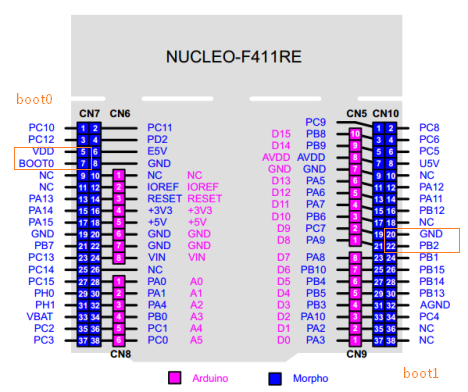 NUCLEO-F411RE
boot0
CN7 CN6 CN5 CN10
PC9
PC10 1 2 PC11 D15 PB8 10 1 2 PC8
PC12 3 4 PD2 D14 PB9 9 3 4 PC6
VDD 5 6 E5V AVDD AVDD 8 5 6 PC5
BOOT0 7 8 GND GND GND 7 7 8 U5V
NC 9 10 1 NC NC D13 PA5 6 9 10 NC
NC 11 12 2 IOREF IOREF D12 PA6 5 11 12 PA12
PA13 13 14 3 RESET RESET D11 PA7 4 13 14 PA11
PA14 15 16 4 +3V3 +3V3 D10 PB6 3 15 16 PB12
PA15 17 18 5 +5V +5V D9 PC7 2 17 18 NC
GND 19 20 6 GND GND D8 PA9 1 19 20 GND
PB7 21 22 7 GND GND 21 22 PB2
PC13 23 24 8 VIN VIN D7 PA8 8 23 24 PB1
PC14 25 26 NC D6 PB10 7 25 26 PB15
PC15 27 28 1 PA0 A0 D5 PB4 6 27 28 PB14
PH0 29 30 2 PA1 A1 D4 PB5 5 29 30 PB13
PH1 31 32 3 PA4 A2 D3 PB3 4 31 32 AGND
VBAT 33 34 4 PB0 A3 D2 PA10 3 33 34 PC4
PC2 35 36 5 PC1 A4 D1 PA2 2 35 36 NC
PC3 37 38 6 PC0 A5 D0 PA3 1 37 38 NC
CN8 CN9
boot1
Arduino Morpho